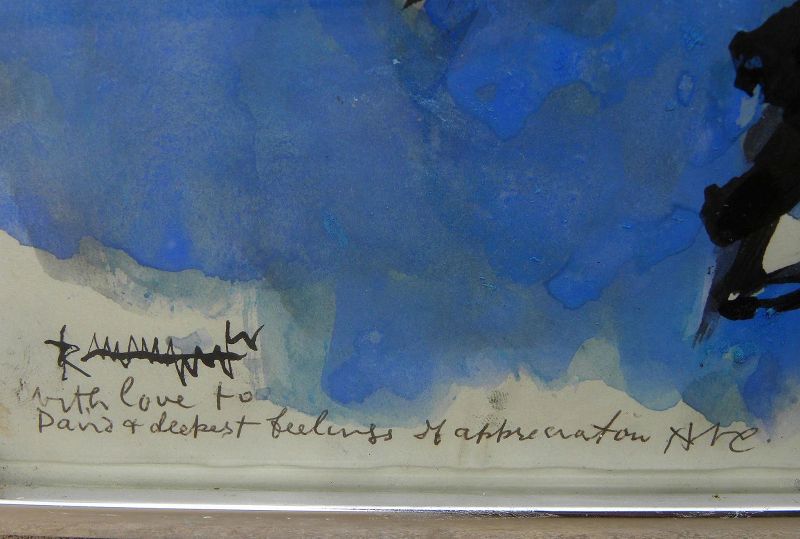 with love to
David & deepest feelings of appreciation